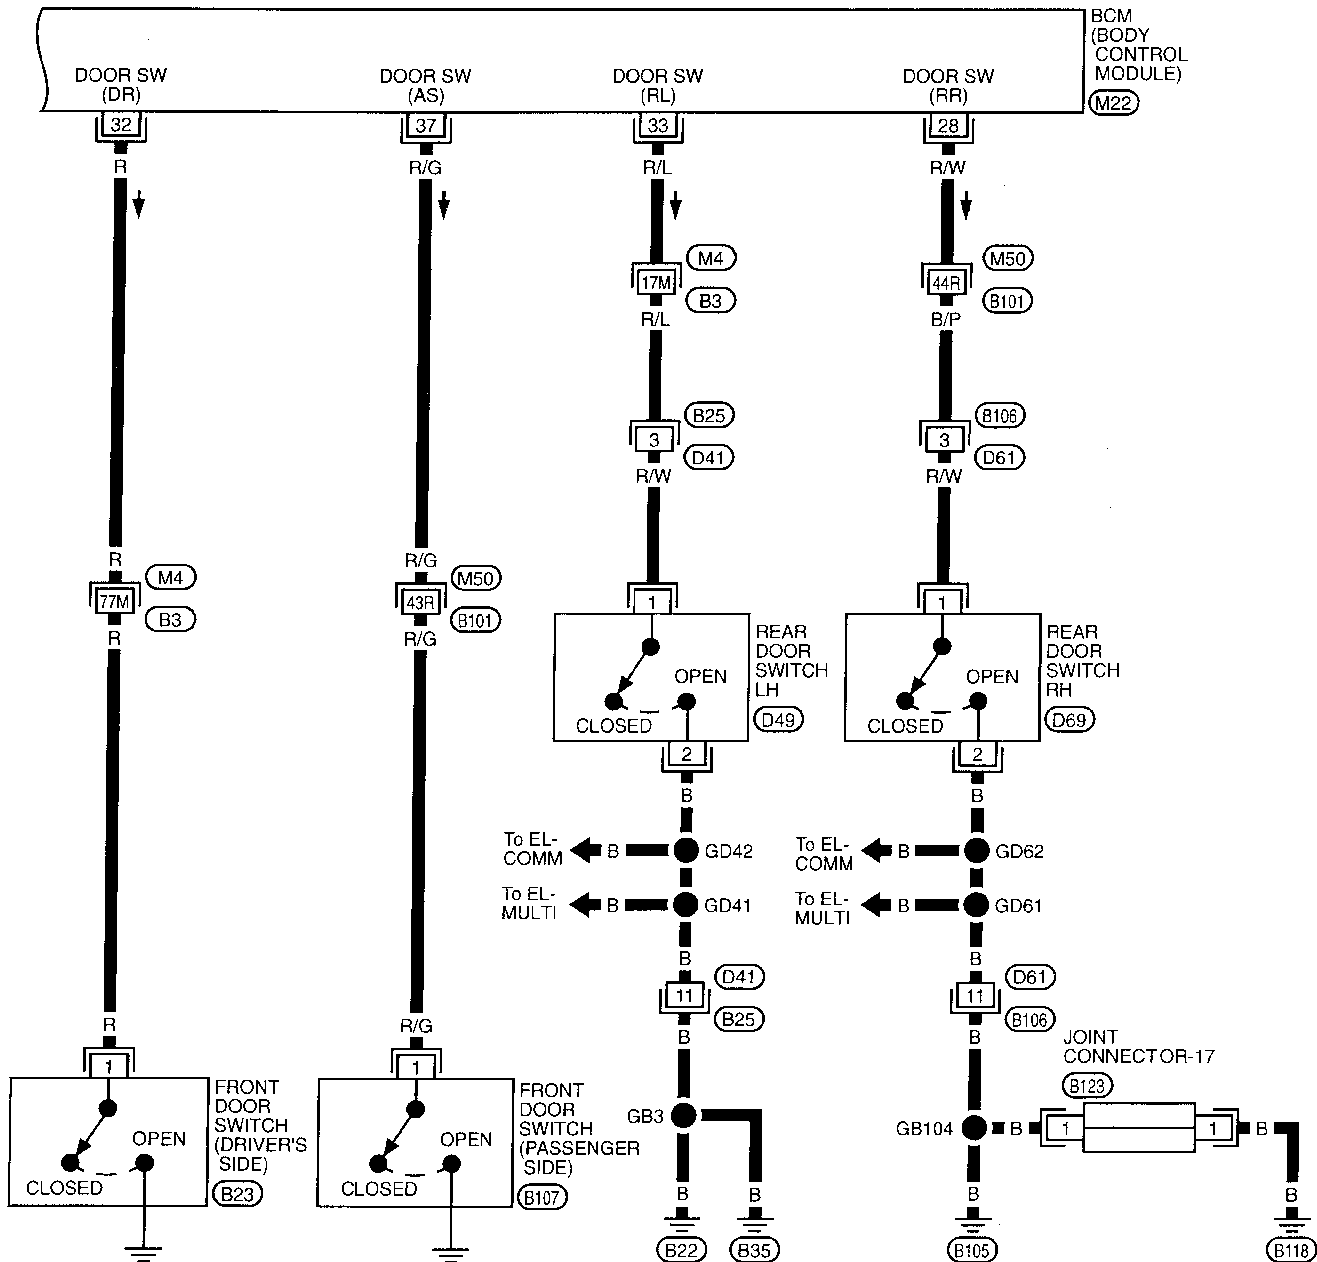 BCM
(BODY
CONTROL
MODULE)
M22
DOOR SW
(DR)
DOOR SW
(AS)
DOOR SW
(RL)
DOOR SW
(RR)
32
37
33
28
R
R/G
R/L
R/W
17M
M4
B3
44R
M50
B101
R/L
B/P
3
B25
D41
3
B106
D61
R/W
R/W
R
R/G
77M
M4
B3
43R
M50
B101
R
R/G
1
1
REAR
DOOR
SWITCH
LH
D49
OPEN
CLOSED
REAR
DOOR
SWITCH
RH
D69
OPEN
CLOSED
2
2
B
B
To EL-
COMM
B
GD42
To EL-
COMM
B
GD62
To EL-
MULTI
B
GD41
To EL-
MULTI
B
GD61
B
B
11
D41
B25
11
D61
B106
B
B
R
R/G
1
1
FRONT
DOOR
SWITCH
(DRIVER'S
SIDE)
B23
OPEN
CLOSED
FRONT
DOOR
SWITCH
(PASSENGER
SIDE)
B107
OPEN
CLOSED
GB3
GB104
B
JOINT
CONNECTOR-17
B123
1
1
B
B
B
B
B
B22
B35
B105
B118